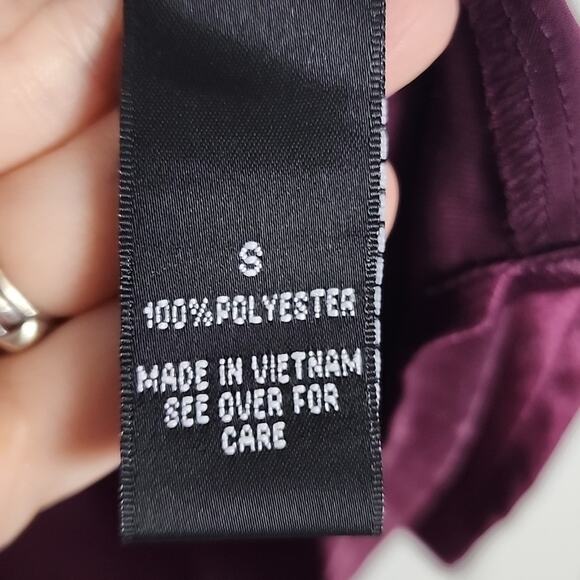 S
100% POLYESTER
MADE IN VIETNAM
SEE OVER FOR
CARE